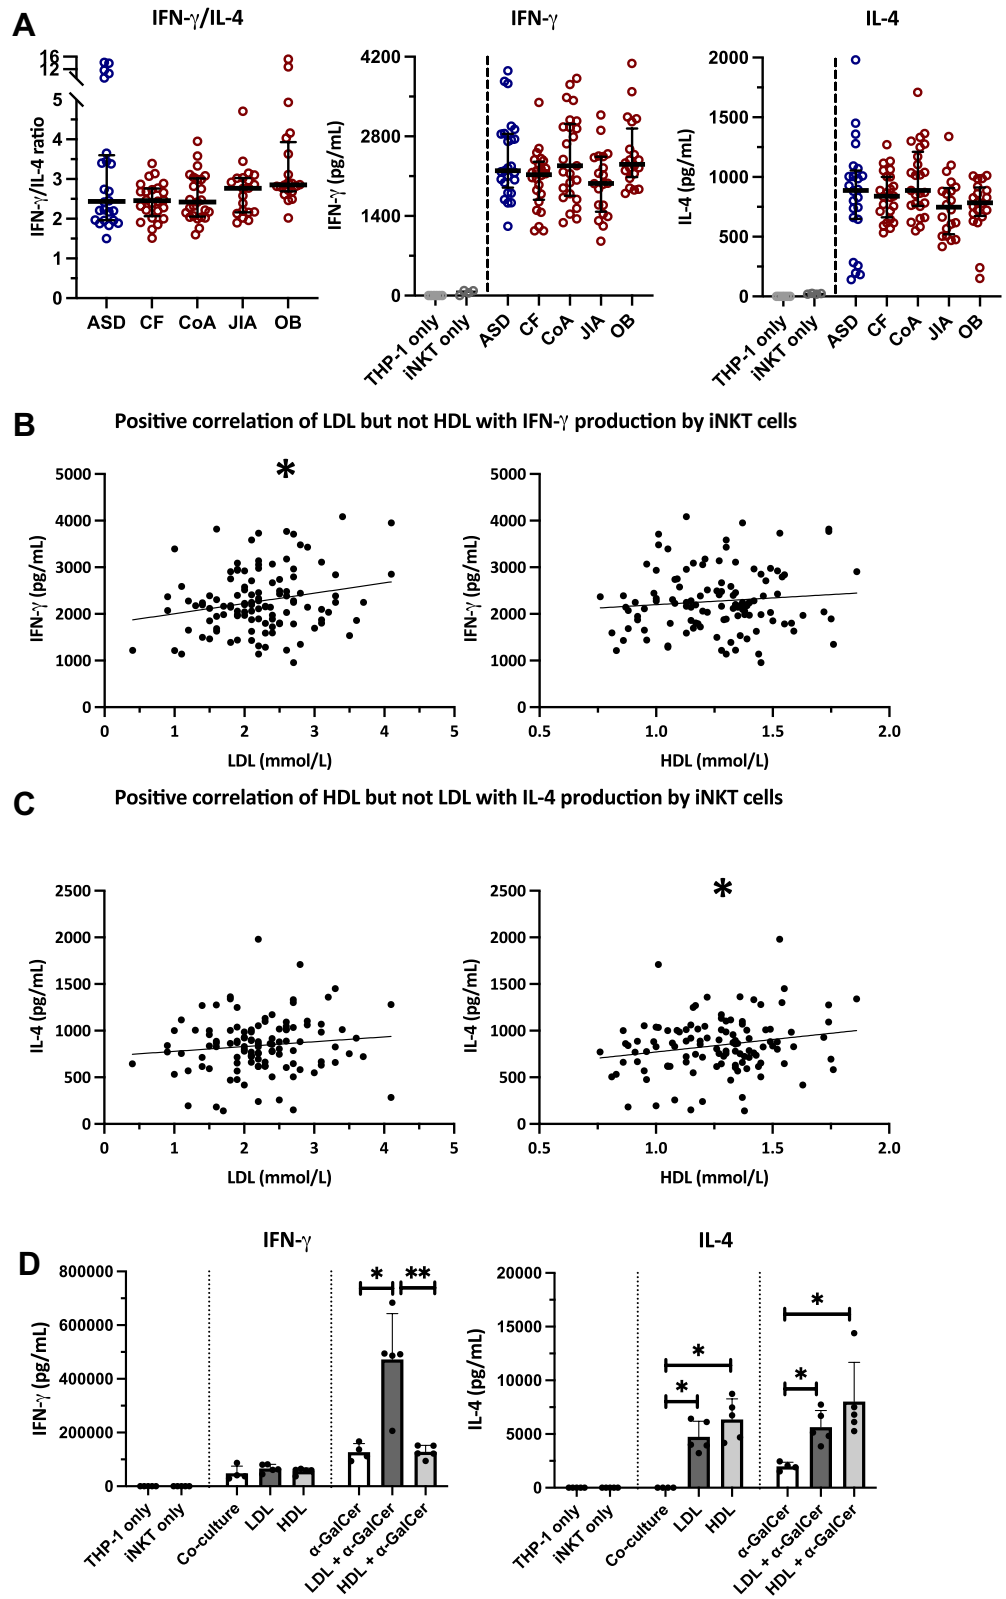 A
IFN-γ/IL-4
IFN-γ
IL-4
IFN-γ/IL-4 ratio
16
12
5
4
3
2
1
0
ASD
CF
CoA
JIA
OB
IFN-γ (pg/mL)
4200
2800
1400
0
THP-1 only
iNKT only
ASD
CF
CoA
JIA
OB
IL-4 (pg/mL)
2000
1500
1000
500
0
THP-1 only
iNKT only
ASD
CF
CoA
JIA
OB
B
Positive correlation of LDL but not HDL with IFN-γ production by iNKT cells
*
IFN-γ (pg/mL)
5000
4000
3000
2000
1000
0
0
1
2
3
4
5
LDL (mmol/L)
IFN-γ (pg/mL)
5000
4000
3000
2000
1000
0
0.5
1.0
1.5
2.0
HDL (mmol/L)
C
Positive correlation of HDL but not LDL with IL-4 production by iNKT cells
IL-4 (pg/mL)
2500
2000
1500
1000
500
0
0
1
2
3
4
5
LDL (mmol/L)
*
IL-4 (pg/mL)
2500
2000
1500
1000
500
0
0.5
1.0
1.5
2.0
HDL (mmol/L)
D
IFN-γ
IL-4
IFN-γ (pg/mL)
800000
600000
400000
200000
0
*
**
THP-1 only
iNKT only
Co-culture
LDL
HDL
α-GalCer
LDL + α-GalCer
HDL + α-GalCer
IL-4 (pg/mL)
20000
15000
10000
5000
0
*
*
*
*
THP-1 only
iNKT only
Co-culture
LDL
HDL
α-GalCer
LDL + α-GalCer
HDL + α-GalCer